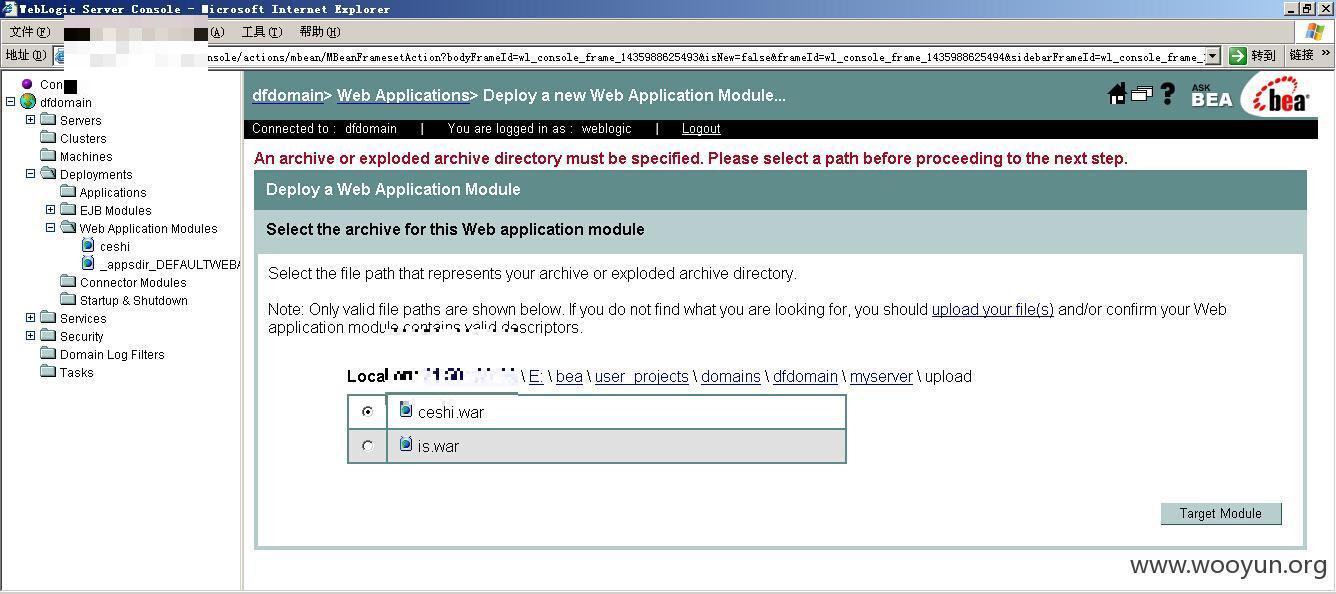 WebLogic Server Console - Microsoft Internet Explorer
文件(F) (A) 工具(T) 帮助(H)
地址(D) nsole/actions/mbean/MBeanFramesetAction?bodyFrameId=wl_console_frame_1435988625493&isNew=false&frameId=wl_console_frame_1435988625494&sidebarFrameId=wl_console_frame_ 转到 链接 »
Con
dfdomain
Servers
Clusters
Machines
Deployments
Applications
EJB Modules
Web Application Modules
ceshi
_appsdir_DEFAULTWEBA
Connector Modules
Startup & Shutdown
Services
Security
Domain Log Filters
Tasks
dfdomain> Web Applications> Deploy a new Web Application Module...
ASK BEA
bea
Connected to : dfdomain | You are logged in as : weblogic | Logout
An archive or exploded archive directory must be specified. Please select a path before proceeding to the next step.
Deploy a Web Application Module
Select the archive for this Web application module
Select the file path that represents your archive or exploded archive directory.
Note: Only valid file paths are shown below. If you do not find what you are looking for, you should upload your file(s) and/or confirm your Web
application module contains valid descriptors.
Local \ E: \ bea \ user_projects \ domains \ dfdomain \ myserver \ upload
ceshi.war
is.war
Target Module
www.wooyun.org